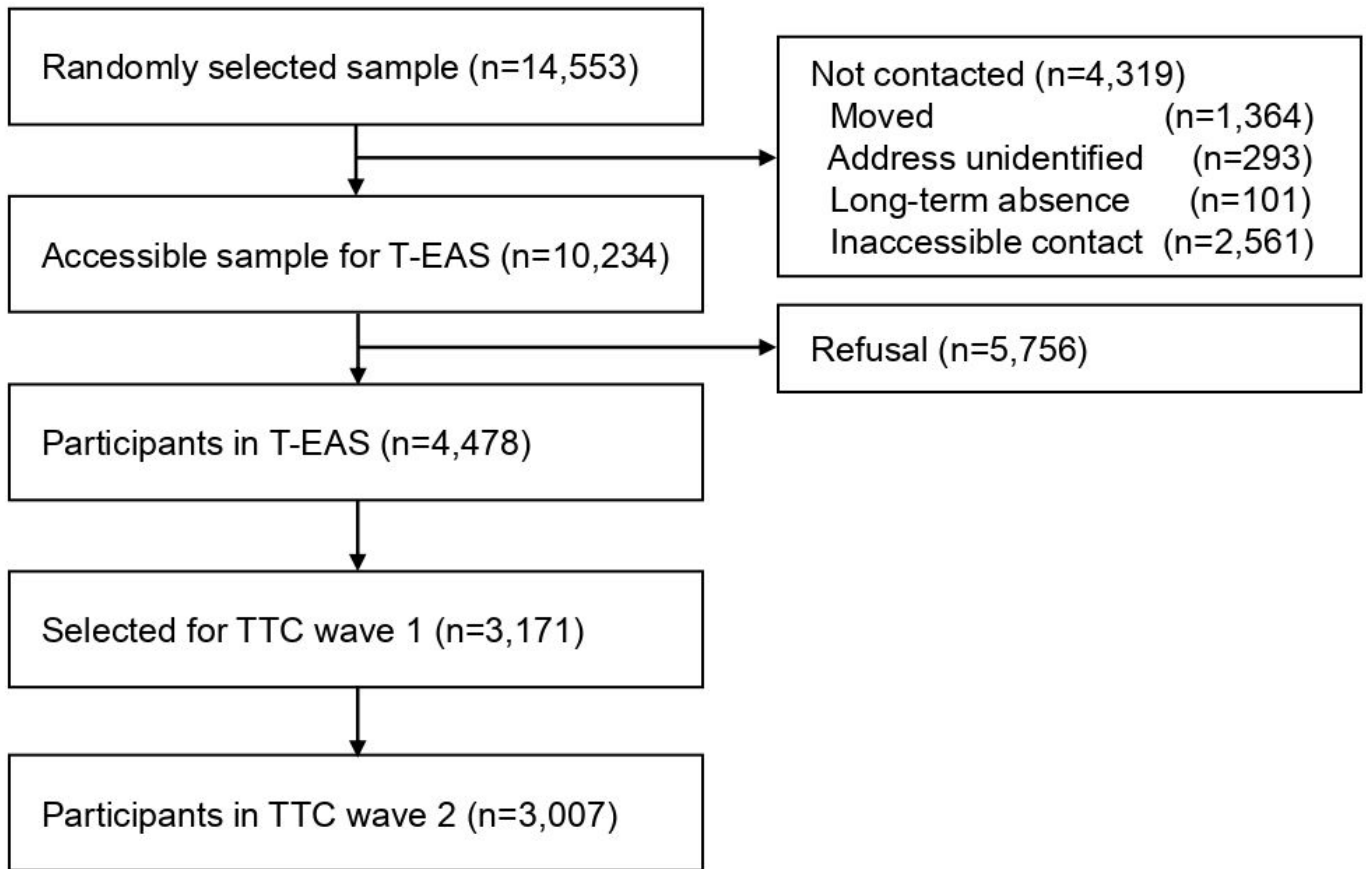 Randomly selected sample (n=14,553)
Not contacted (n=4,319)
Moved (n=1,364)
Address unidentified (n=293)
Long-term absence (n=101)
Inaccessible contact (n=2,561)
Accessible sample for T-EAS (n=10,234)
Refusal (n=5,756)
Participants in T-EAS (n=4,478)
Selected for TTC wave 1 (n=3,171)
Participants in TTC wave 2 (n=3,007)